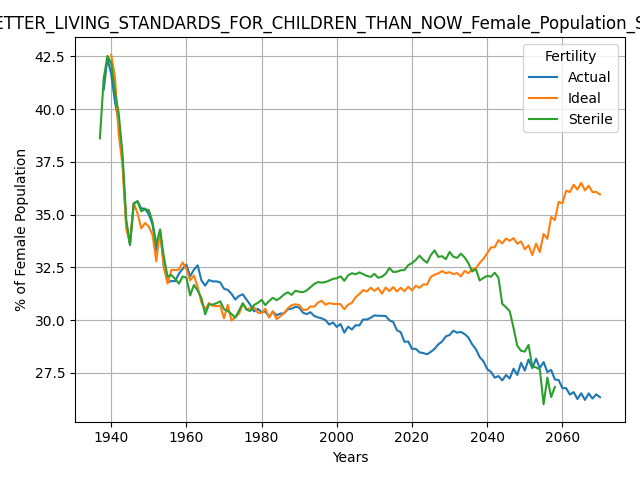 ETTER_LIVING_STANDARDS_FOR_CHILDREN_THAN_NOW_Female_Population_S
Fertility
Actual
Ideal
Sterile
% of Female Population
42.5
40.0
37.5
35.0
32.5
30.0
27.5
1940
1960
1980
2000
2020
2040
2060
Years